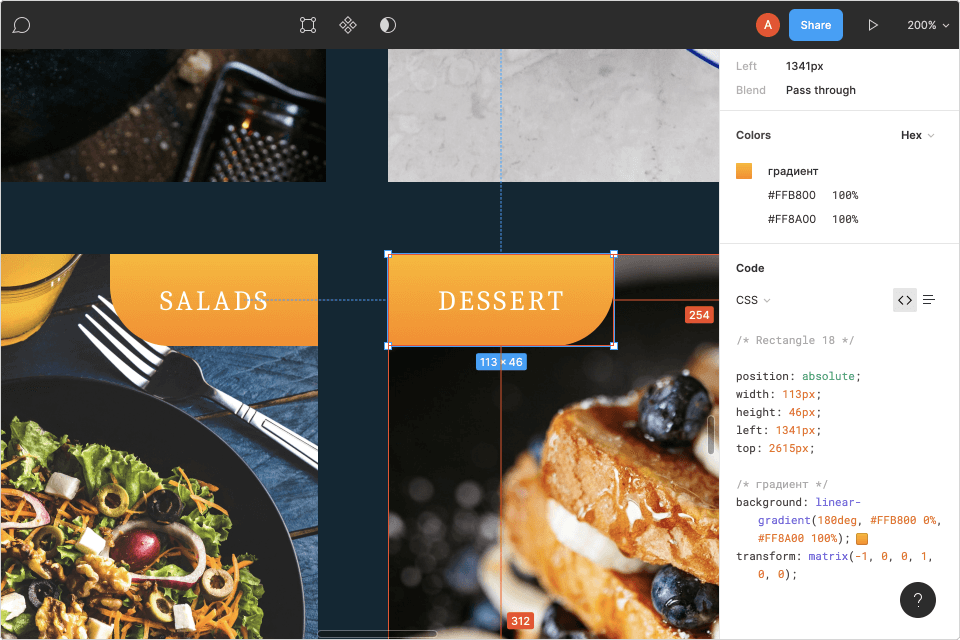 A
Share
200%
Left 1341px
Blend Pass through
Colors
Hex
градиент
#FFB800 100%
#FF8A00 100%
Code
CSS
<>
/* Rectangle 18 */
position: absolute;
width: 113px;
height: 46px;
left: 1341px;
top: 2615px;
/* градиент */
background: linear-
gradient(180deg, #FFB800 0%,
#FF8A00 100%);
transform: matrix(-1, 0, 0, 1,
0, 0);
?
SALADS
DESSERT
254
113 × 46
312